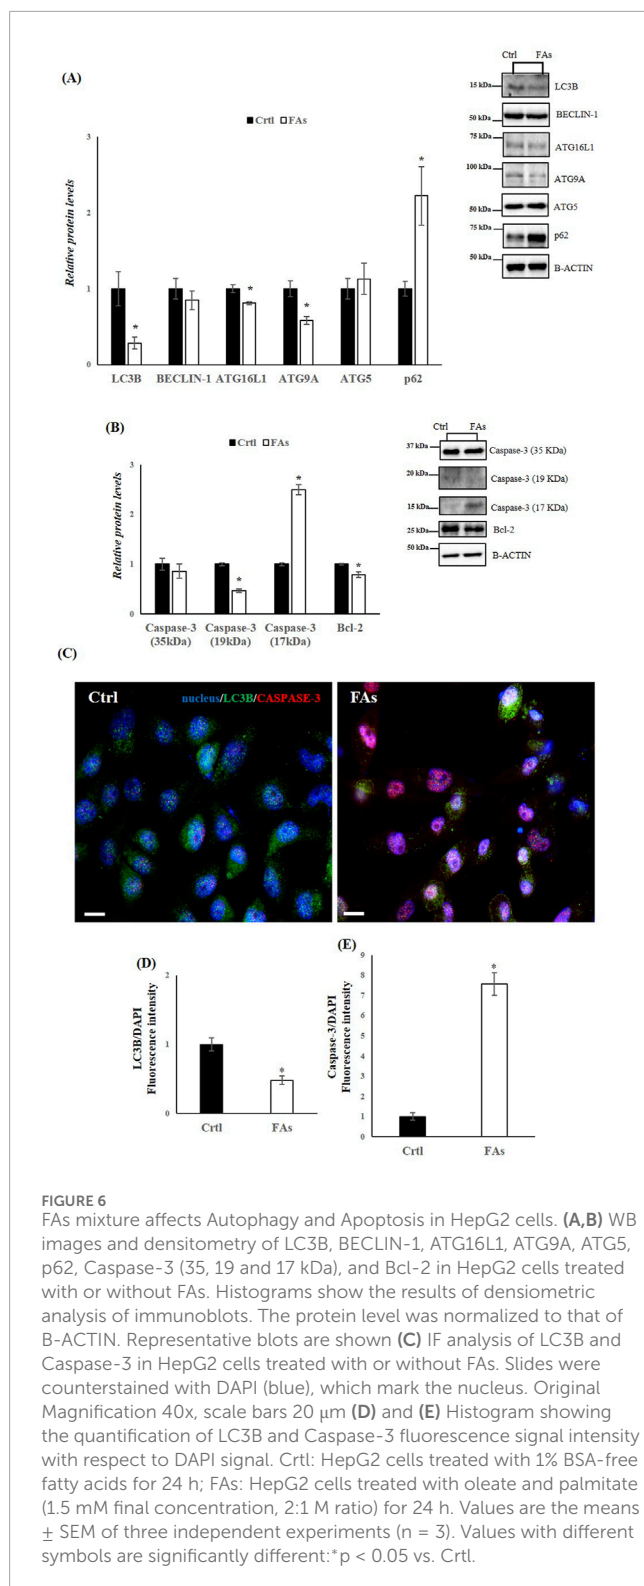 (A)
Crtl FAs
Relative protein levels
3
2
1
0
LC3B BECLIN-1 ATG16L1 ATG9A ATG5 p62
* * * *
Ctrl FAs
15 kDa LC3B
50 kDa BECLIN-1
75 kDa ATG16L1
100 kDa ATG9A
50 kDa ATG5
75 kDa p62
50 kDa B-ACTIN
(B)
Crtl FAs
Relative protein levels
3
2
1
0
* * *
Caspase-3 (35kDa) Caspase-3 (19kDa) Caspase-3 (17kDa) Bcl-2
Ctrl FAs
37 kDa Caspase-3 (35 KDa)
20 kDa Caspase-3 (19 KDa)
15 kDa Caspase-3 (17 KDa)
25 kDa Bcl-2
50 kDa B-ACTIN
(C)
Ctrl nucleus/LC3B/CASPASE-3
FAs
(D)
LC3B/DAPI
Fluorescence intensity
2
1
0
*
Crtl FAs
(E)
Caspase-3/DAPI
Fluorescence intensity
9
8
7
6
5
4
3
2
1
0
*
Crtl FAs
FIGURE 6
FAs mixture affects Autophagy and Apoptosis in HepG2 cells. (A,B) WB
images and densitometry of LC3B, BECLIN-1, ATG16L1, ATG9A, ATG5,
p62, Caspase-3 (35, 19 and 17 kDa), and Bcl-2 in HepG2 cells treated
with or without FAs. Histograms show the results of densiometric
analysis of immunoblots. The protein level was normalized to that of
B-ACTIN. Representative blots are shown (C) IF analysis of LC3B and
Caspase-3 in HepG2 cells treated with or without FAs. Slides were
counterstained with DAPI (blue), which mark the nucleus. Original
Magnification 40x, scale bars 20 μm (D) and (E) Histogram showing
the quantification of LC3B and Caspase-3 fluorescence signal intensity
with respect to DAPI signal. Crtl: HepG2 cells treated with 1% BSA-free
fatty acids for 24 h; FAs: HepG2 cells treated with oleate and palmitate
(1.5 mM final concentration, 2:1 M ratio) for 24 h. Values are the means
± SEM of three independent experiments (n = 3). Values with different
symbols are significantly different:*p < 0.05 vs. Crtl.